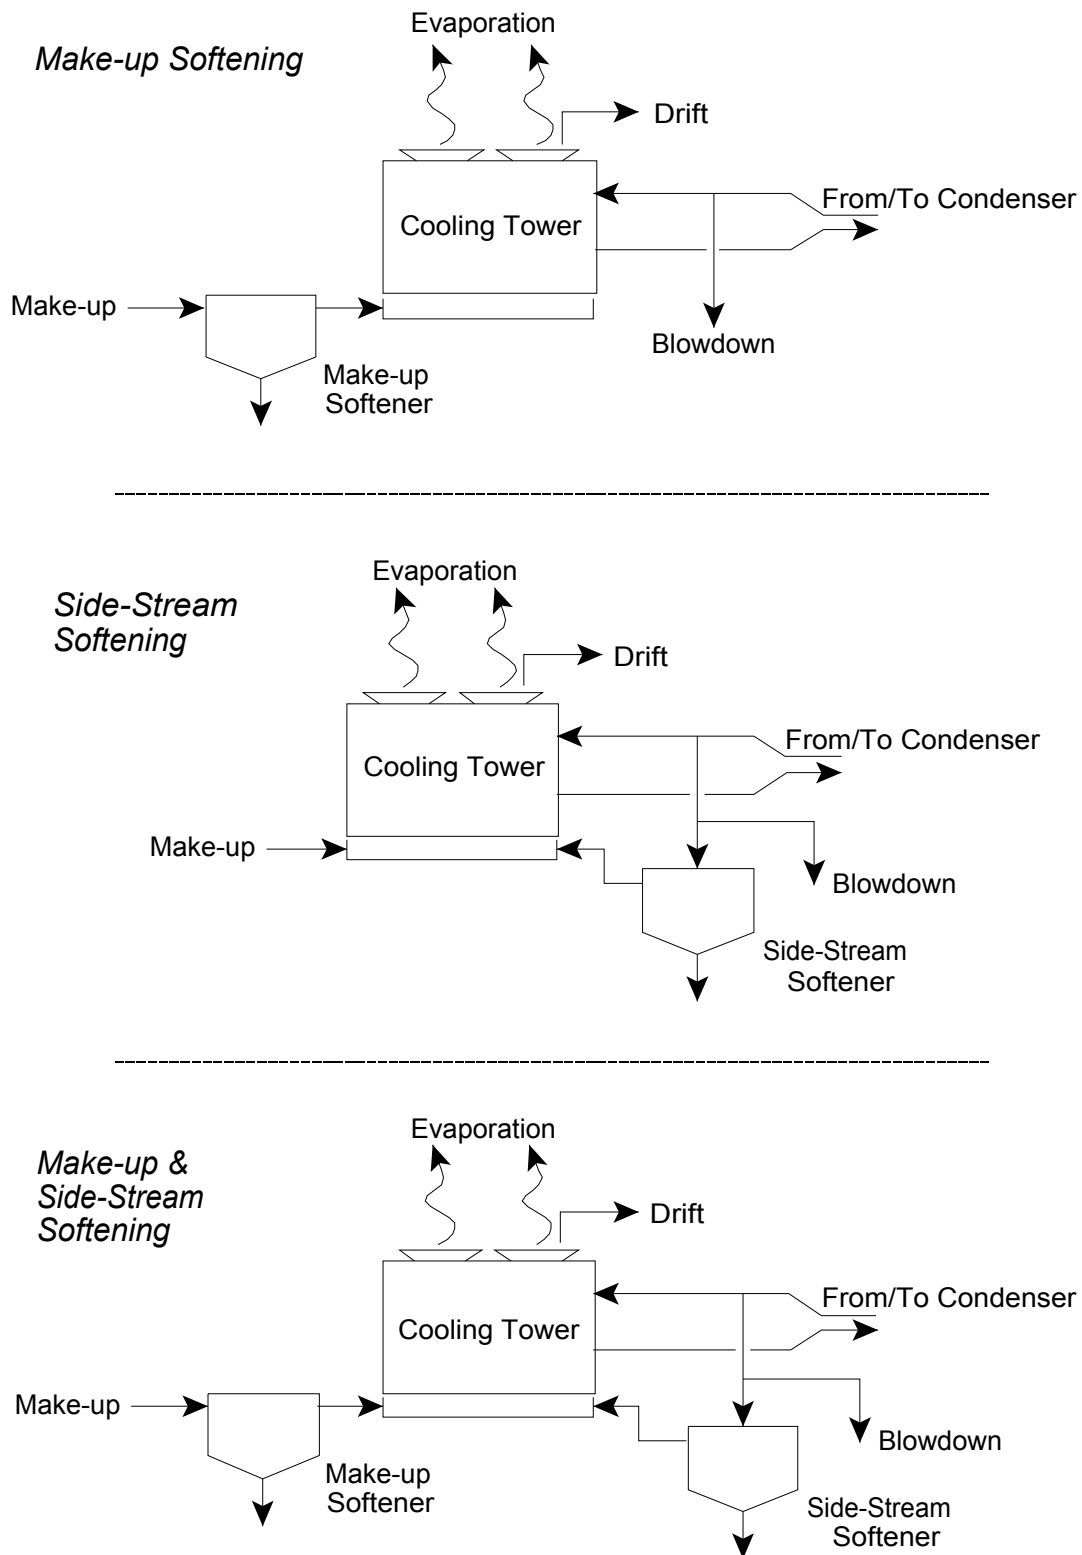 Evaporation
Make-up Softening
Drift
From/To Condenser
Cooling Tower
Make-up
Blowdown
Make-up
Softener
Evaporation
Side-Stream
Softening
Drift
From/To Condenser
Cooling Tower
Make-up
Blowdown
Side-Stream
Softener
Evaporation
Make-up &
Side-Stream
Softening
Drift
From/To Condenser
Cooling Tower
Make-up
Blowdown
Make-up
Softener
Side-Stream
Softener